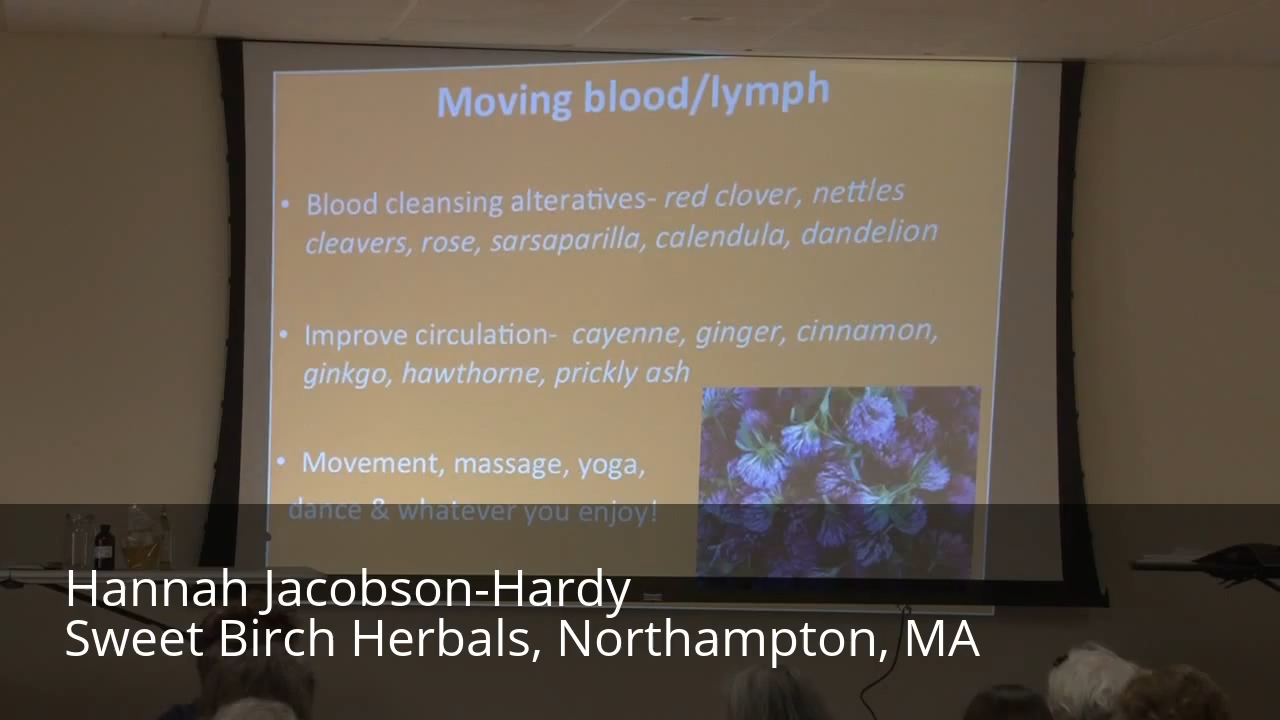 Moving blood/lymph
• Blood cleansing alteratives- red clover, nettles
cleavers, rose, sarsaparilla, calendula, dandelion
• Improve circulation- cayenne, ginger, cinnamon,
ginkgo, hawthorne, prickly ash
• Movement, massage, yoga,
dance & whatever you enjoy!
Hannah Jacobson-Hardy
Sweet Birch Herbals, Northampton, MA